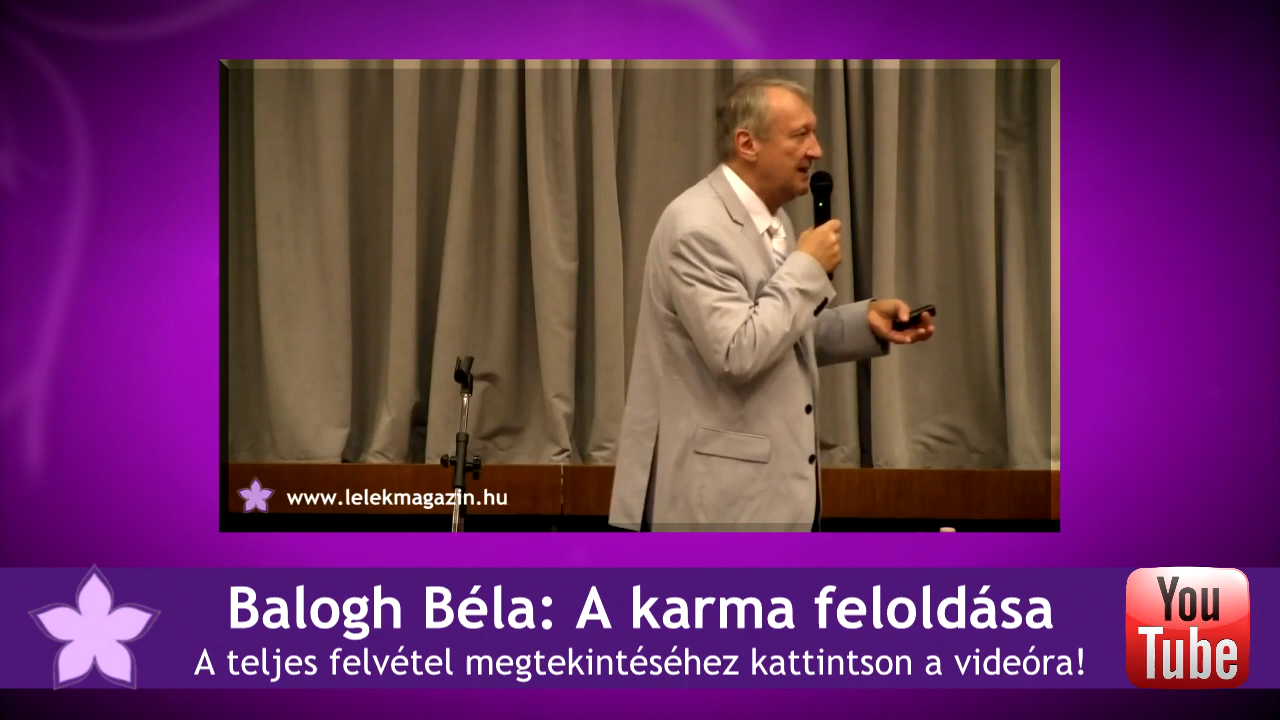 www.lelekmagazin.hu
Balogh Béla: A karma feloldása
A teljes felvétel megtekintéséhez kattintson a videóra!
You
Tube